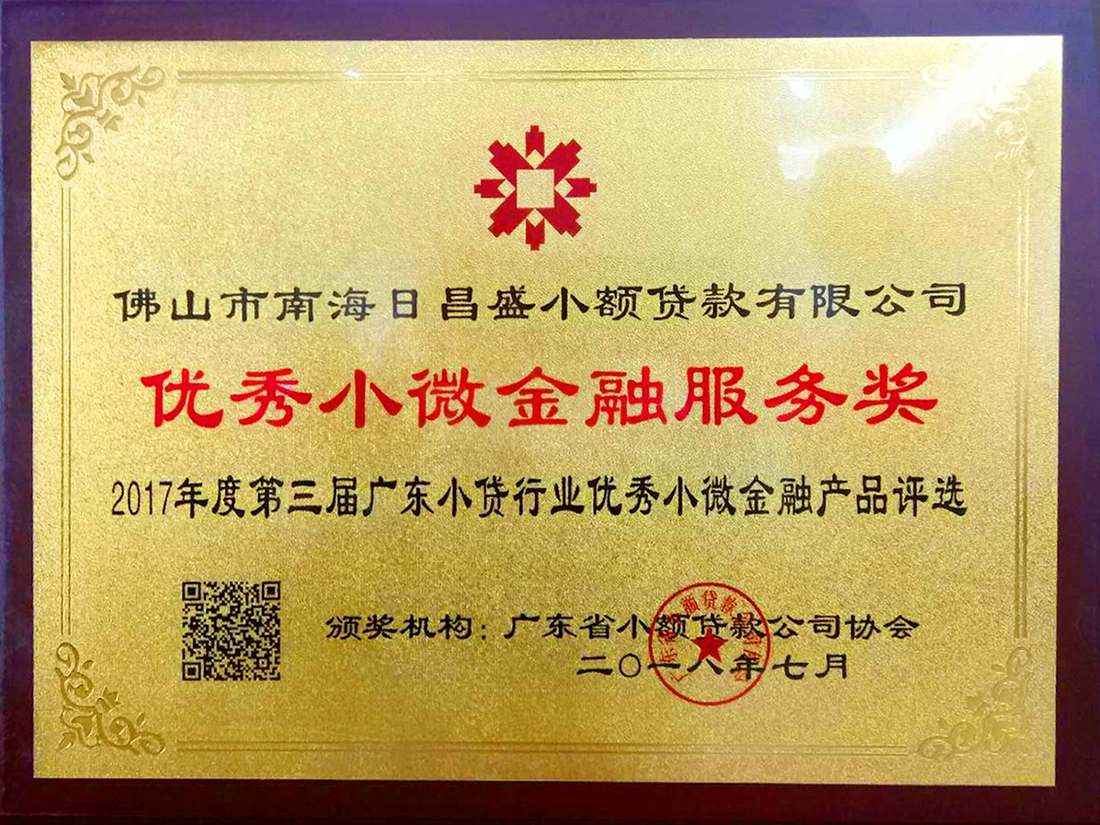 佛山市南海日昌盛小额贷款有限公司
优秀小微金融服务奖
2017年度第三届广东小贷行业优秀小微金融产品评选
颁奖机构：广东省小额贷款公司协会
二〇一八年七月